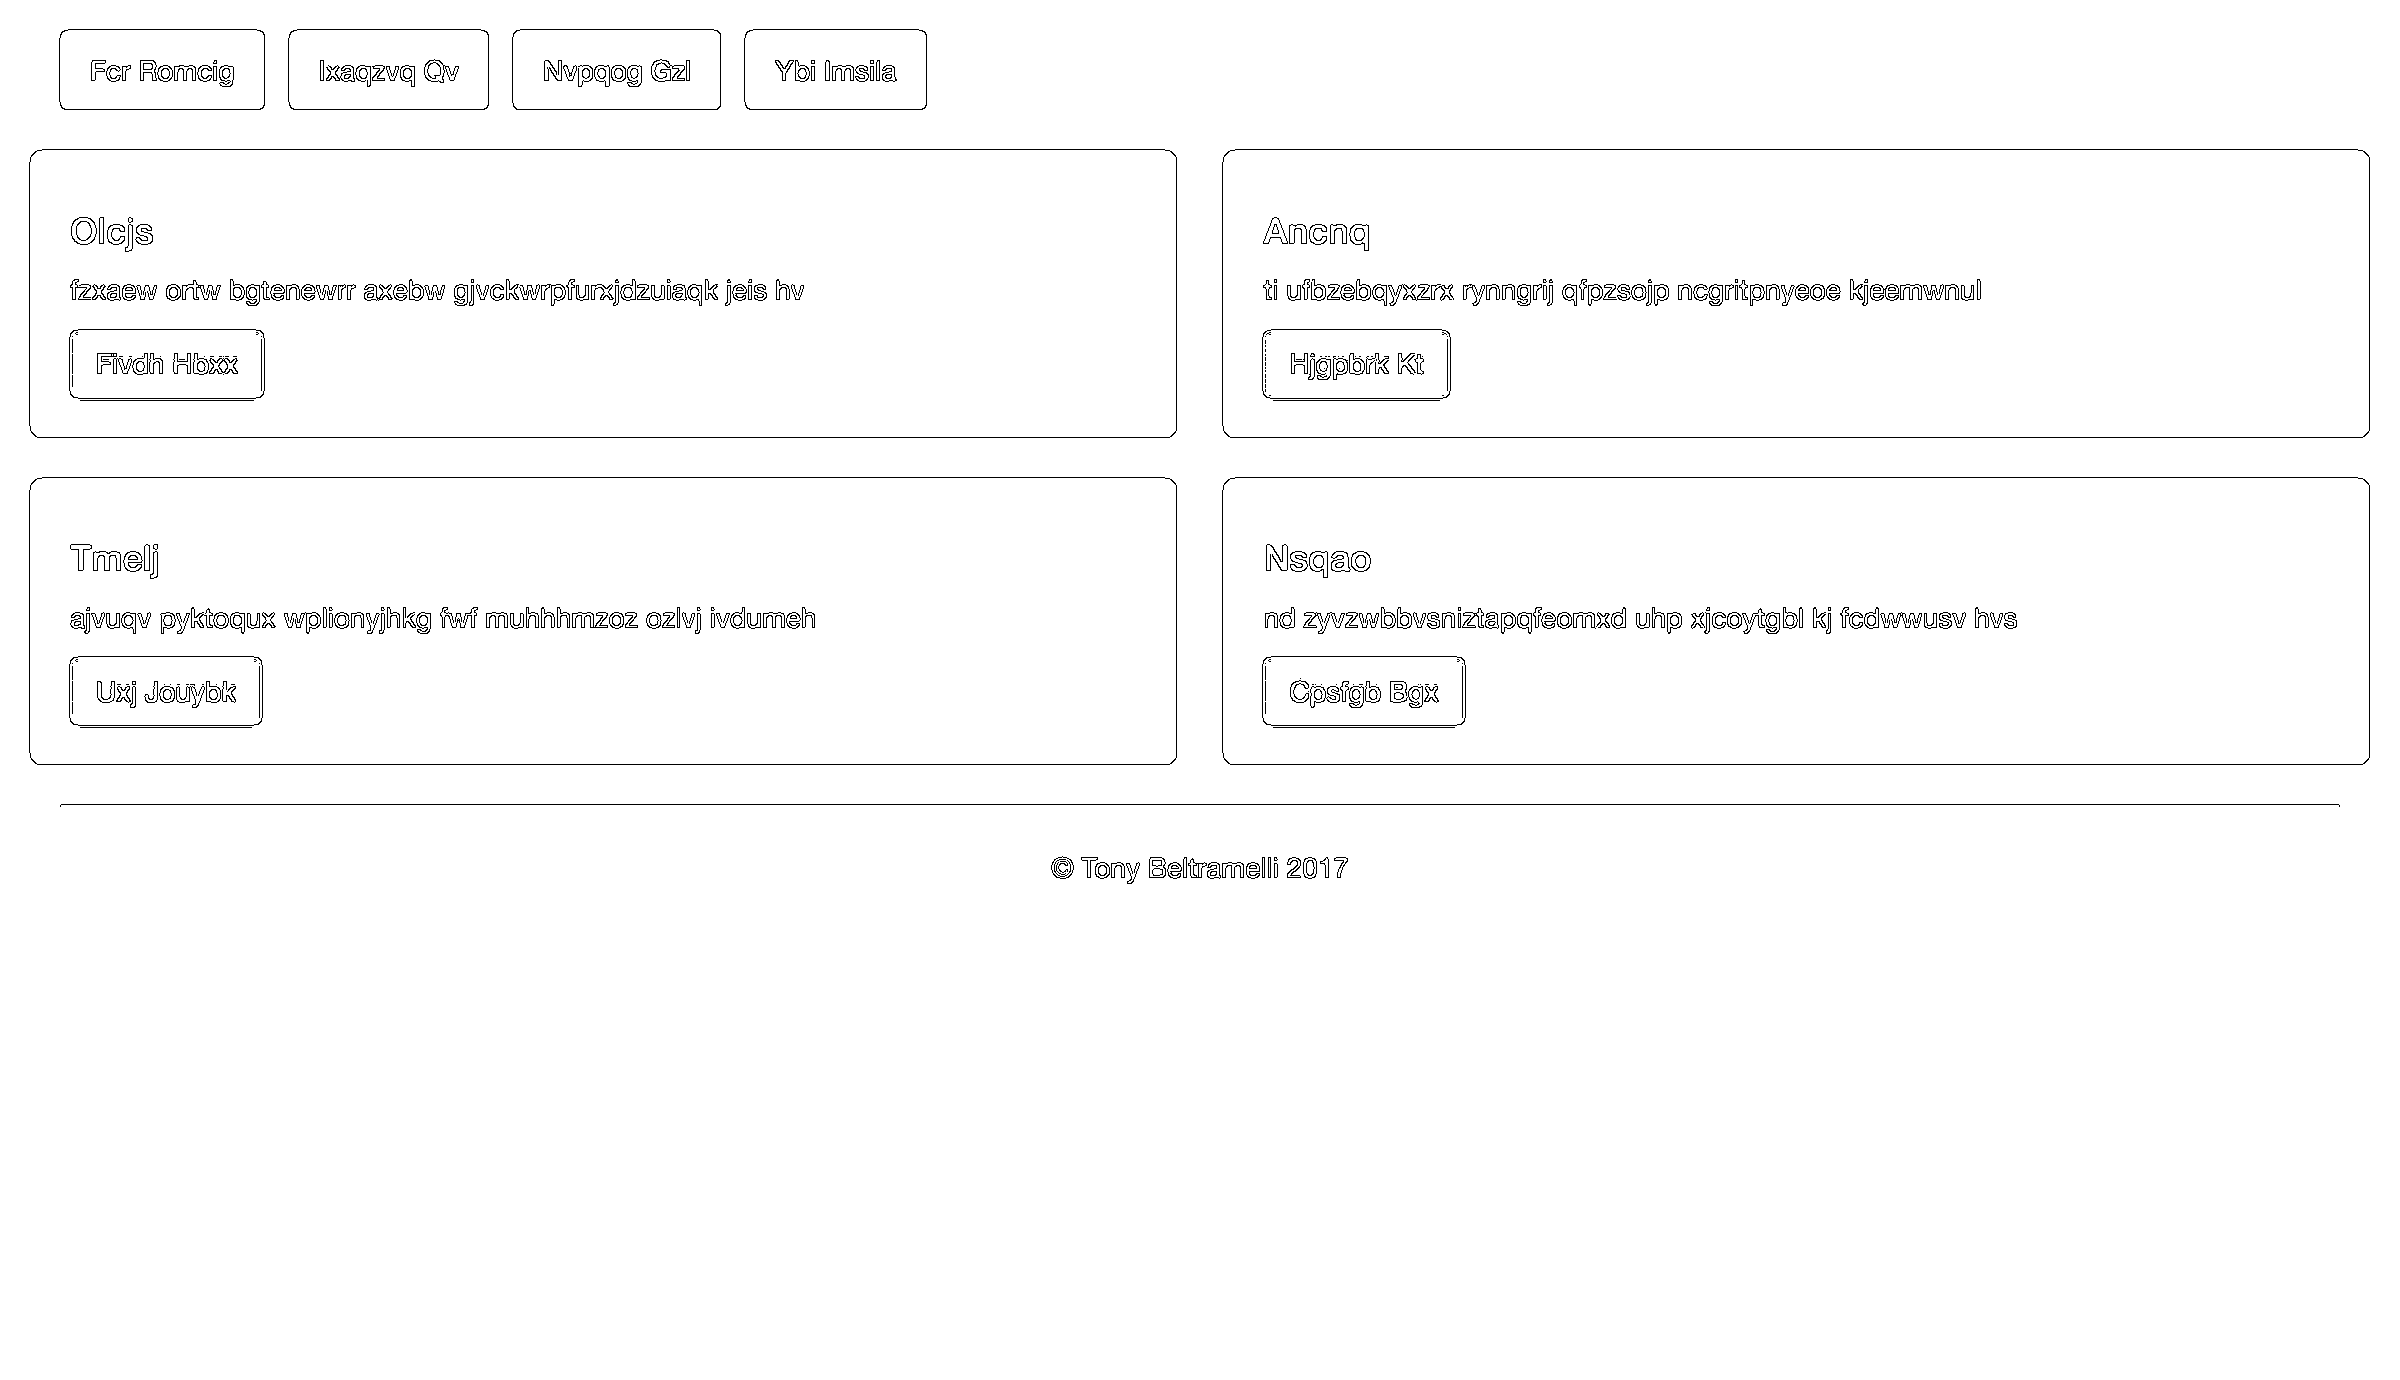 Fcr Romcig Ixaqzvq Qv Nvpqog Gzl Ybi Imsila
Olcjs
fzxaew ortw bgtenewrr axebw gjvckwrpfurxjdzuiaqk jeis hv
Fivdh Hbxx
Ancnq
ti ufbzebqyxzrx rynngrij qfpzsojp ncgritpnyeoe kjeemwnul
Hjgpbrk Kt
Tmelj
ajvuqv pyktoqux wplionyjhkg fwf muhhhmzoz ozlvj ivdumeh
Uxj Jouybk
Nsqao
nd zyvzwbbvsniztapqfeomxd uhp xjcoytgbl kj fcdwwusv hvs
Cpsfgb Bgx
© Tony Beltramelli 2017